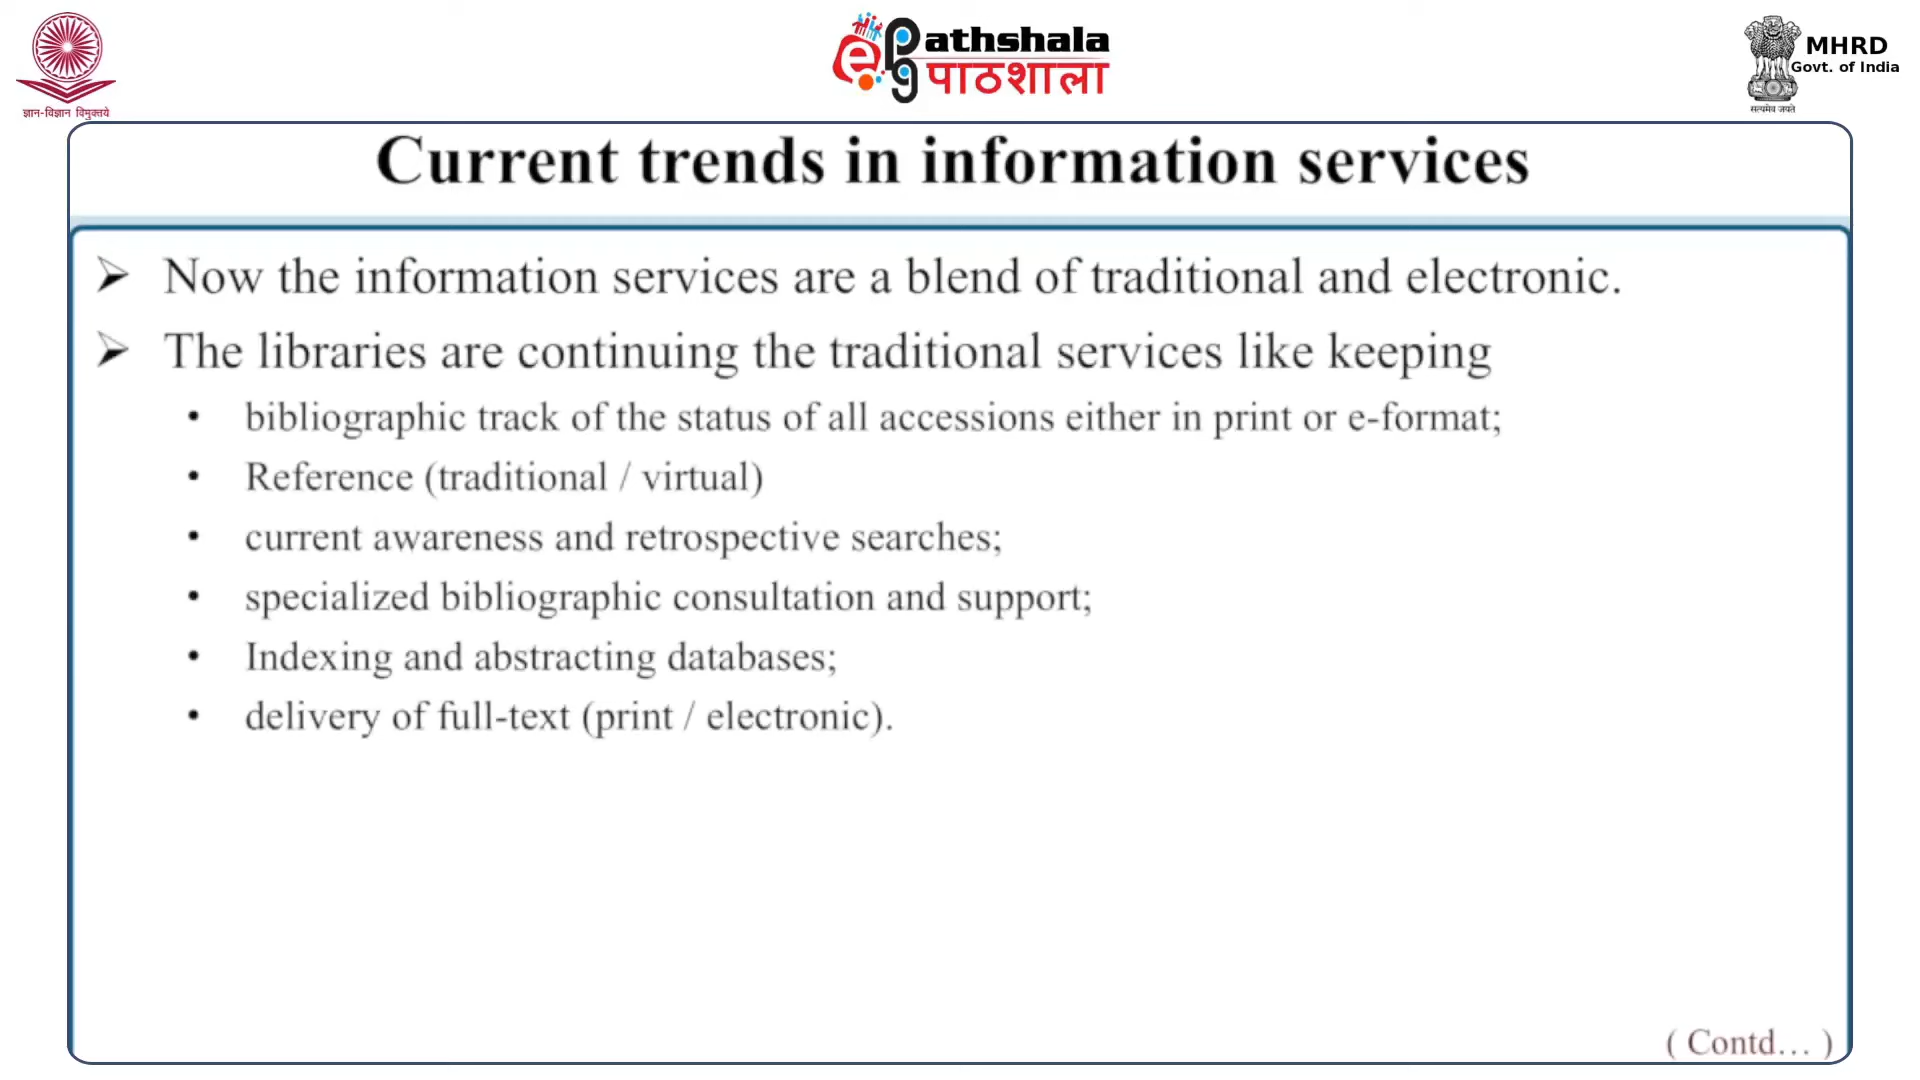 ज्ञान-विज्ञान विमुक्तये
ePG Pathshala
पाठशाला
MHRD
Govt. of India
सत्यमेव जयते
Current trends in information services
➢ Now the information services are a blend of traditional and electronic.
➢ The libraries are continuing the traditional services like keeping
• bibliographic track of the status of all accessions either in print or e-format;
• Reference (traditional / virtual)
• current awareness and retrospective searches;
• specialized bibliographic consultation and support;
• Indexing and abstracting databases;
• delivery of full-text (print / electronic).
( Contd... )